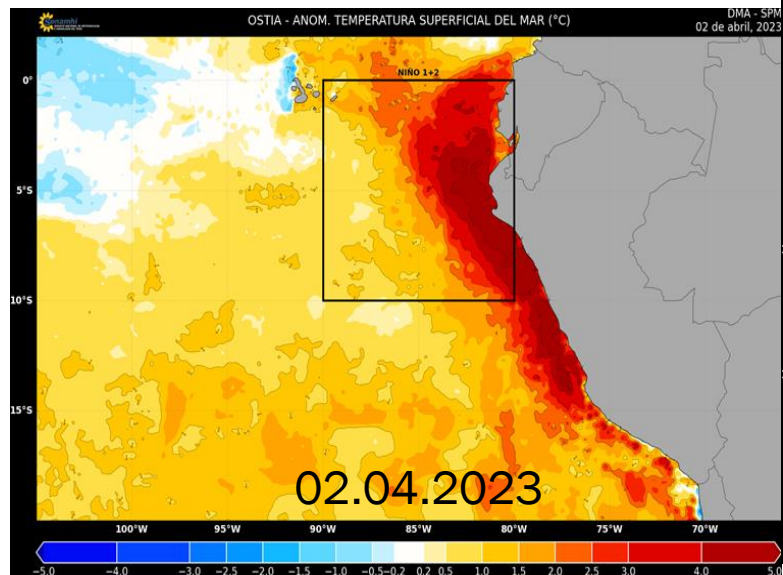 Senamhi
OSTIA - ANOM. TEMPERATURA SUPERFICIAL DEL MAR (°C)
DMA - SPM
02 de abril, 2023
NIÑO 1+2
0°
5°S
10°S
15°S
02.04.2023
100°W 95°W 90°W 85°W 80°W 75°W 70°W
−5.0 −4.0 −3.0 −2.5 −2.0 −1.5 −1.0 −0.5 −0.2 0.2 0.5 1.0 1.5 2.0 2.5 3.0 4.0 5.0